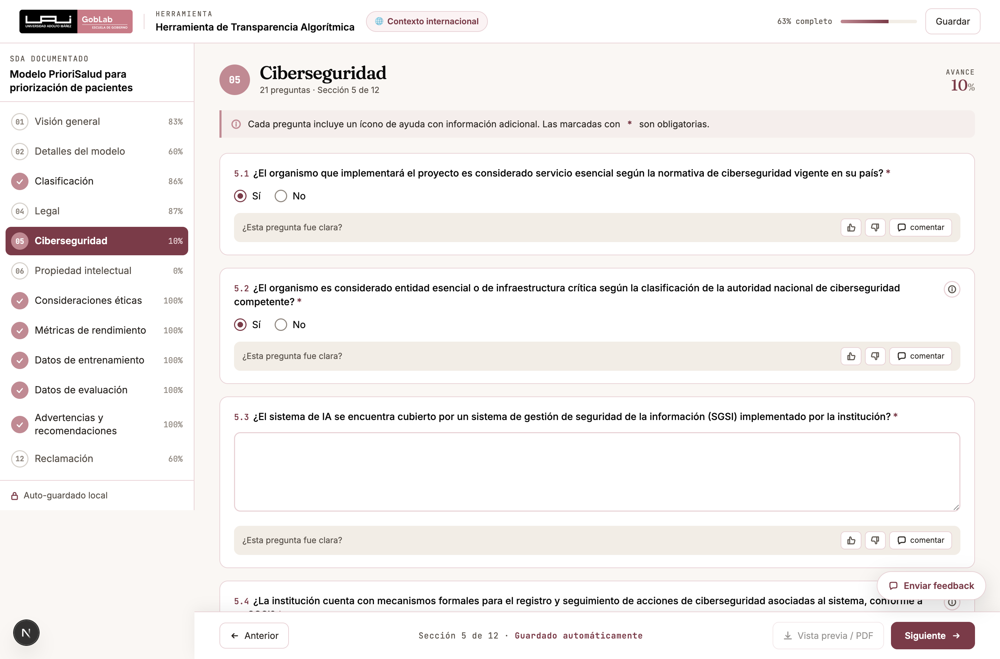 UAI
UNIVERSIDAD ADOLFO IBÁÑEZ
GobLab
ESCUELA DE GOBIERNO
HERRAMIENTA
Herramienta de Transparencia Algorítmica
Contexto internacional
63% completo
Guardar
SDA DOCUMENTADO
Modelo PrioriSalud para
priorización de pacientes
01 Visión general 83%
02 Detalles del modelo 60%
Clasificación 86%
04 Legal 87%
05 Ciberseguridad 10%
06 Propiedad intelectual 0%
Consideraciones éticas 100%
Métricas de rendimiento 100%
Datos de entrenamiento 100%
Datos de evaluación 100%
Advertencias y
recomendaciones 100%
12 Reclamación 60%
Auto-guardado local
N
05
Ciberseguridad
21 preguntas · Sección 5 de 12
AVANCE
10%
Cada pregunta incluye un ícono de ayuda con información adicional. Las marcadas con * son obligatorias.
5.1 ¿El organismo que implementará el proyecto es considerado servicio esencial según la normativa de ciberseguridad vigente en su país? *
Sí No
¿Esta pregunta fue clara? comentar
5.2 ¿El organismo es considerado entidad esencial o de infraestructura crítica según la clasificación de la autoridad nacional de ciberseguridad
competente? *
Sí No
¿Esta pregunta fue clara? comentar
5.3 ¿El sistema de IA se encuentra cubierto por un sistema de gestión de seguridad de la información (SGSI) implementado por la institución? *
¿Esta pregunta fue clara? comentar
Enviar feedback
5.4 ¿La institución cuenta con mecanismos formales para el registro y seguimiento de acciones de ciberseguridad asociadas al sistema, conforme a
Anterior
Sección 5 de 12 · Guardado automáticamente
Vista previa / PDF
Siguiente